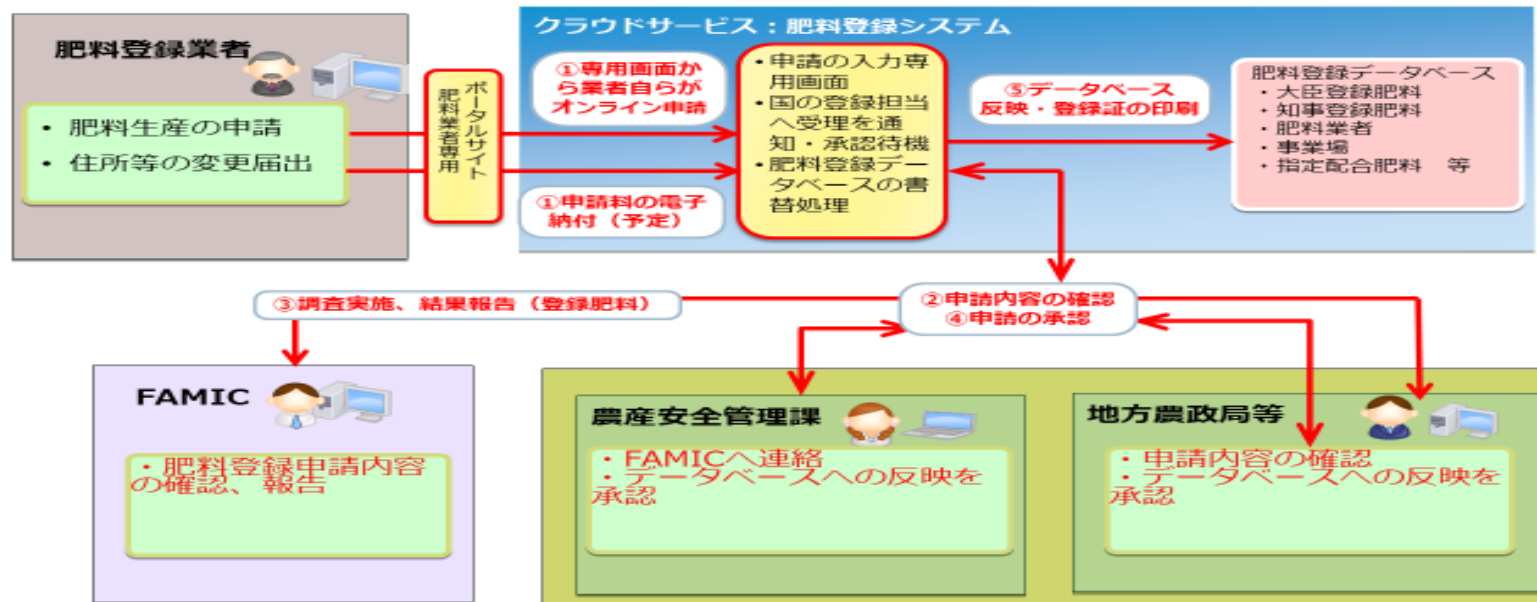 肥料登録業者
・ 肥料生産の申請
・ 住所等の変更届出
ポータルサイト
肥料業者専用
クラウドサービス：肥料登録システム
①専用画面か
ら業者自らが
オンライン申請
①申請料の電子
納付（予定）
・申請の入力専
用画面
・国の登録担当
へ受理を通
知・承認待機
・肥料登録デー
タベースの書
替処理
⑤データベース
反映・登録証の印刷
肥料登録データベース
・大臣登録肥料
・知事登録肥料
・肥料業者
・事業場
・指定配合肥料　等
③調査実施、結果報告（登録肥料）
②申請内容の確認
④申請の承認
FAMIC
・肥料登録申請内容
の確認、報告
農産安全管理課
・FAMICへ連絡
・データベースへの反映を
承認
地方農政局等
・申請内容の確認
・データベースへの反映を
承認